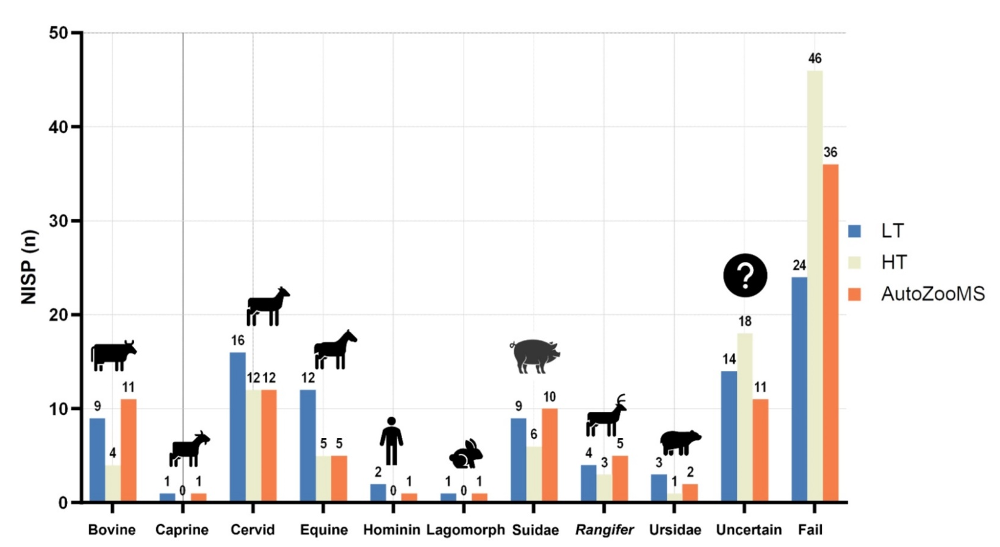 50
40
30
20
10
0
NISP (n)
9
4
11
1
0
1
16
12
12
12
5
5
2
0
1
1
0
1
9
6
10
4
3
5
3
1
2
?
14
18
11
24
46
36
Bovine
Caprine
Cervid
Equine
Hominin
Lagomorph
Suidae
Rangifer
Ursidae
Uncertain
Fail
LT
HT
AutoZooMS